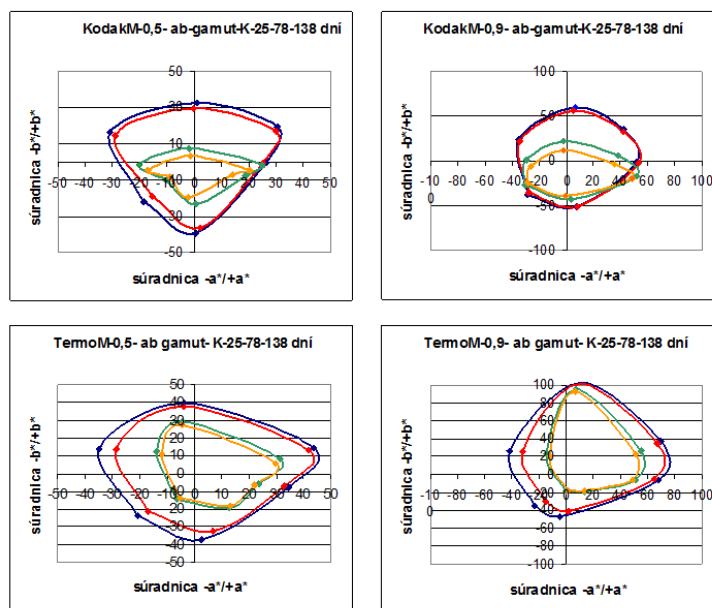 KodakM-0,5- ab-gamut-K-25-78-138 dní
súradnica -b*/+b*
50
30
10
-10
-30
-50
-50 -40 -30 -20 -10 0 10 20 30 40 50
súradnica -a*/+a*
KodakM-0,9- ab-gamut-K-25-78-138 dní
súradnica -b*/+b*
100
50
0
-50
-100
-10 -80 -60 -40 -20 0 20 40 60 80 100
0
súradnica -a*/+a*
TermoM-0,5- ab gamut- K-25-78-138 dní
súradnica -b*/+b*
50
40
30
20
10
0
10
20
30
40
50
-50 -40 -30 -20 -10 0 10 20 30 40 50
súradnica -a*/+a*
TermoM-0,9- ab gamut- K-25-78-138 dní
súradnica -b*/+b*
100
80
60
40
20
0
-20
-40
-60
-80
-100
-10 -80 -60 -40 -20 0 20 40 60 80 100
0
súradnica -a*/+a*